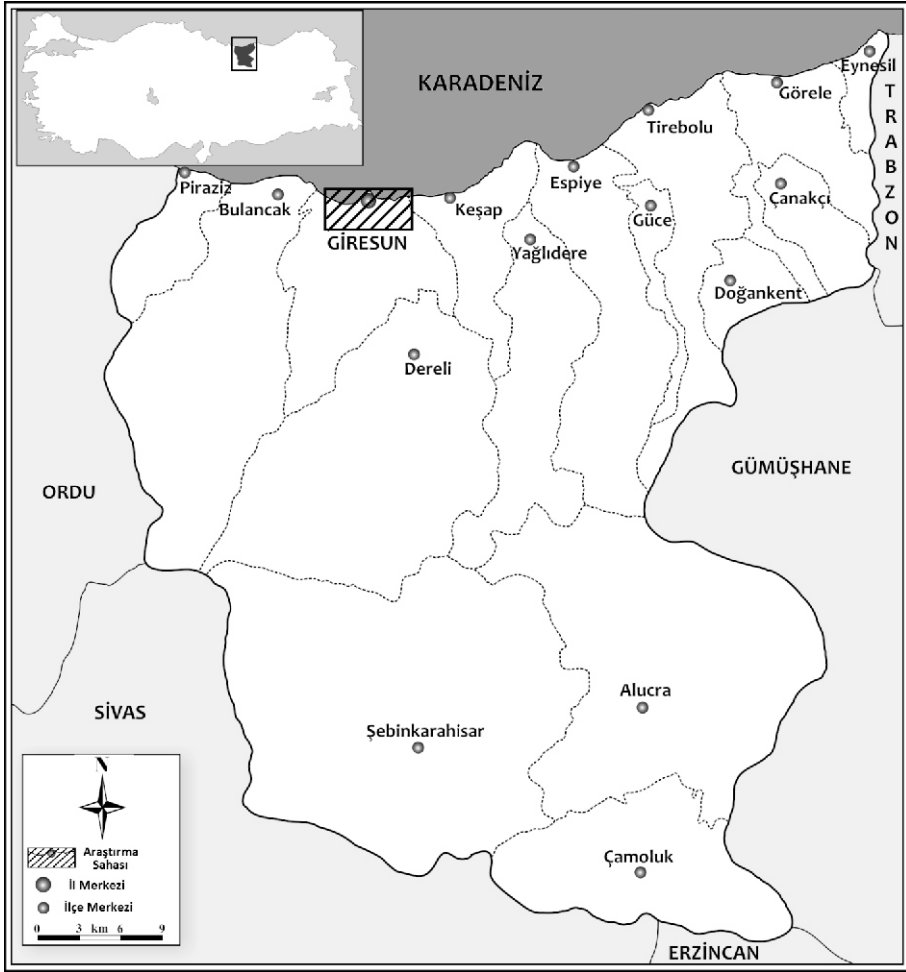 KARADENİZ
Eynesil
Görele
TRABZON
Tirebolu
Piraziz
Bulancak
GİRESUN
Keşap
Espiye
Güce
Çanakçı
Yağlıdere
Doğankent
Dereli
GÜMÜŞHANE
ORDU
SİVAS
Alucra
Şebinkarahisar
Çamoluk
ERZİNCAN
N
Araştırma
Sahası
İl Merkezi
İlçe Merkezi
0 3 km 6 9